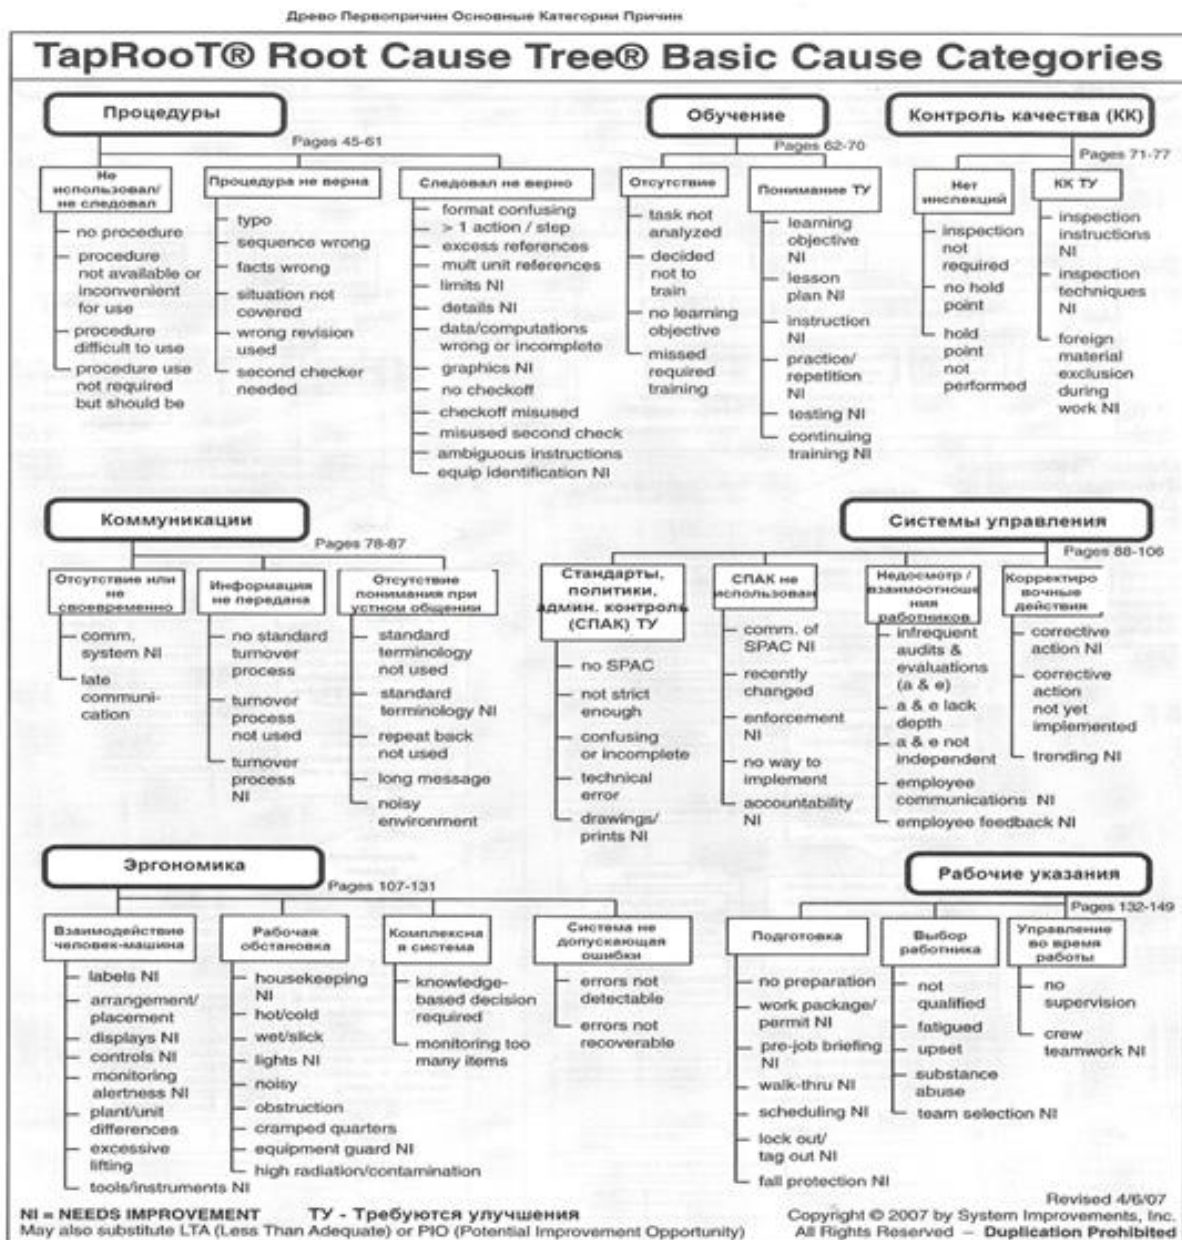 Древо Первопричин Основные Категории Причин
TapRooT® Root Cause Tree® Basic Cause Categories
Процедуры
Pages 45-61
Не
использовал/
не следовал
no procedure
procedure
not available or
inconvenient
for use
procedure
difficult to use
procedure use
not required
but should be
Процедура не верна
typo
sequence wrong
facts wrong
situation not
covered
wrong revision
used
second checker
needed
Следовал не верно
format confusing
> 1 action / step
excess references
mult unit references
limits NI
details NI
data/computations
wrong or incomplete
graphics NI
no checkoff
checkoff misused
misused second check
ambiguous instructions
equip identification NI
Обучение
Pages 62-70
Отсутствие
task not
analyzed
decided
not to
train
no learning
objective
missed
required
training
Понимание ТУ
learning
objective
NI
lesson
plan NI
instruction
NI
practice/
repetition
NI
testing NI
continuing
training NI
Контроль качества (КК)
Pages 71-77
Нет
инспекций
inspection
not
required
no hold
point
hold
point
not
performed
КК ТУ
inspection
instructions
NI
inspection
techniques
NI
foreign
material
exclusion
during
work NI
Коммуникации
Pages 78-87
Отсутствие или
не
своевременно
comm.
system NI
late
communi-
cation
Информация
не передана
no standard
turnover
process
turnover
process
not used
turnover
process
NI
Отсутствие
понимания при
устном общении
standard
terminology
not used
standard
terminology NI
repeat back
not used
long message
noisy
environment
Системы управления
Pages 88-106
Стандарты,
политики,
админ. контроль
(СПАК) ТУ
no SPAC
not strict
enough
confusing
or incomplete
technical
error
drawings/
prints NI
СПАК не
использован
comm. of
SPAC NI
recently
changed
enforcement
NI
no way to
implement
accountability
NI
Недосмотр /
взаимоотноше
ния
работников
infrequent
audits &
evaluations
(a & e)
a & e lack
depth
a & e not
independent
employee
communications NI
employee feedback NI
Корректиро
вочные
действия
corrective
action NI
corrective
action
not yet
implemented
trending NI
Эргономика
Pages 107-131
Взаимодействие
человек-машина
labels NI
arrangement/
placement
displays NI
controls NI
monitoring
alertness NI
plant/unit
differences
excessive
lifting
tools/instruments NI
Рабочая
обстановка
housekeeping
NI
hot/cold
wet/slick
lights NI
noisy
obstruction
cramped quarters
equipment guard NI
high radiation/contamination
Комплексна
я система
knowledge-
based decision
required
monitoring too
many items
Система не
допускающая
ошибки
errors not
detectable
errors not
recoverable
Рабочие указания
Pages 132-149
Подготовка
no preparation
work package/
permit NI
pre-job briefing
NI
walk-thru NI
scheduling NI
lock out/
tag out NI
fall protection NI
Выбор
работника
not
qualified
fatigued
upset
substance
abuse
team selection NI
Управление
во время
работы
no
supervision
crew
teamwork NI
NI = NEEDS IMPROVEMENT ТУ - Требуются улучшения
May also substitute LTA (Less Than Adequate) or PIO (Potential Improvement Opportunity)
Revised 4/6/07
Copyright © 2007 by System Improvements, Inc.
All Rights Reserved – Duplication Prohibited